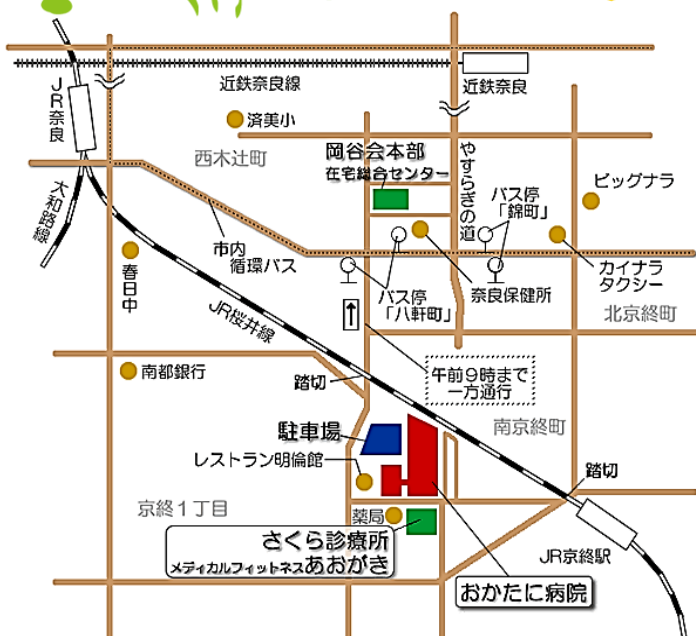 近鉄奈良線
近鉄奈良
JR奈良
済美小
岡谷会本部
在宅総合センター
西木辻町
やすらぎの道
バス停
「錦町」
ビッグナラ
大和路線
市内
循環バス
春日中
バス停
「八軒町」
奈良保健所
カイナラ
タクシー
北京終町
JR桜井線
南都銀行
踏切
午前9時まで
一方通行
駐車場
南京終町
レストラン明倫館
踏切
京終1丁目
薬局
さくら診療所
メディカルフィットネスあおがき
おかたに病院
JR京終駅